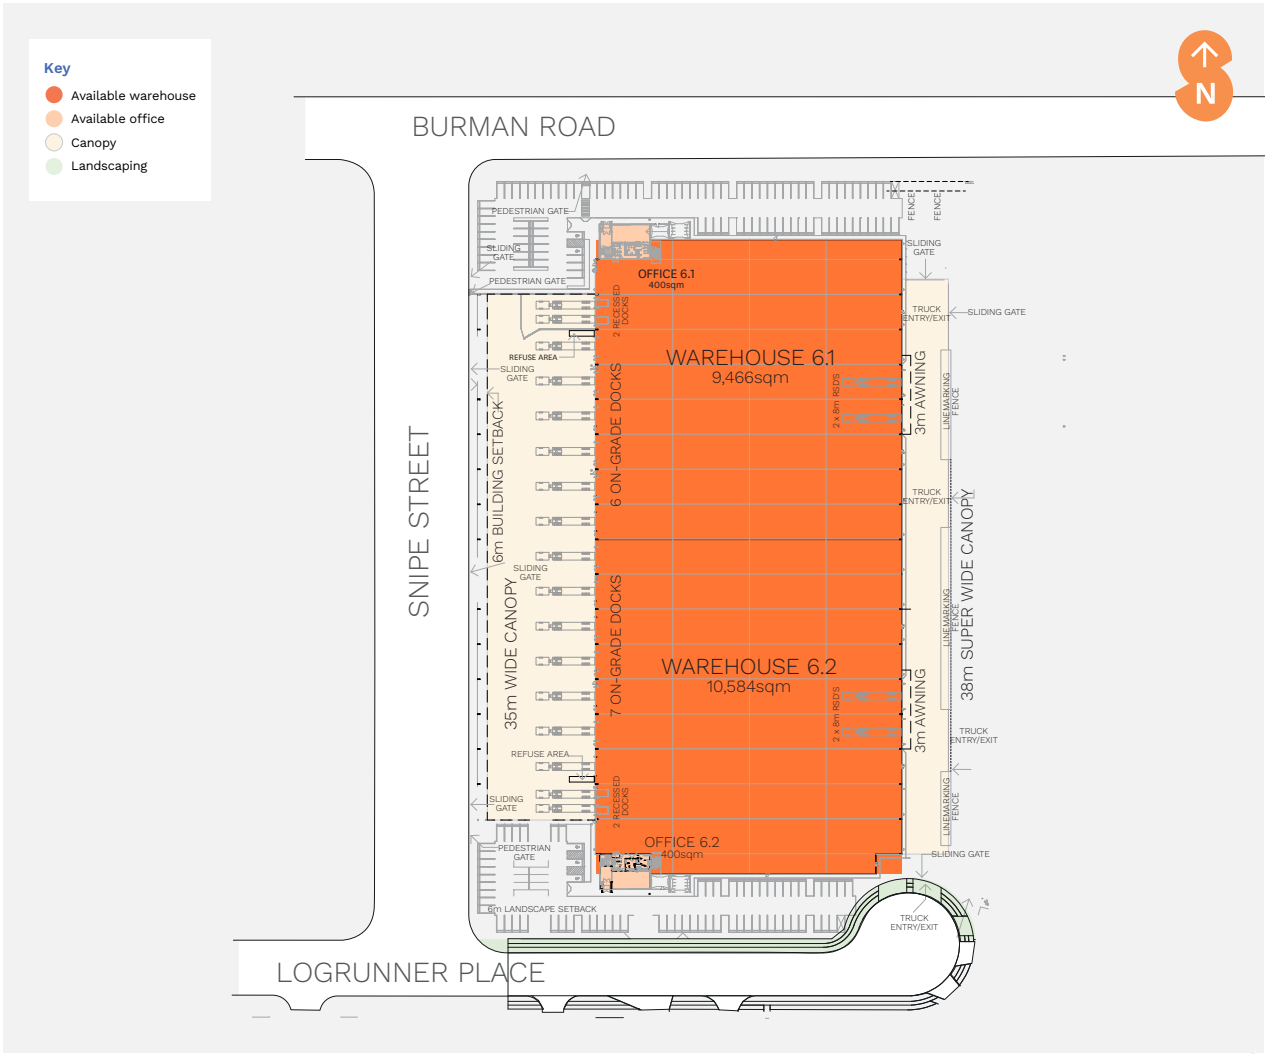 Key
Available warehouse
Available office
Canopy
Landscaping
N
BURMAN ROAD
PEDESTRIAN GATE
FENCE
FENCE
SLIDING
GATE
SLIDING
GATE
PEDESTRIAN GATE
OFFICE 6.1
400sqm
2 RECESSED
DOCKS
TRUCK
ENTRY/EXIT
SLIDING GATE
REFUSE AREA
SLIDING
GATE
WAREHOUSE 6.1
9,466sqm
2 x 8m RSD'S
3m AWNING
LINEMARKING
FENCE
6 ON-GRADE DOCKS
6m BUILDING SETBACK
SNIPE STREET
TRUCK
ENTRY/EXIT
38m SUPER WIDE CANOPY
SLIDING
GATE
35m WIDE CANOPY
7 ON-GRADE DOCKS
LINEMARKING
FENCE
WAREHOUSE 6.2
10,584sqm
2 x 8m RSD'S
3m AWNING
TRUCK
ENTRY/EXIT
REFUSE AREA
SLIDING
GATE
2 RECESSED
DOCKS
LINEMARKING
FENCE
OFFICE 6.2
400sqm
PEDESTRIAN
GATE
SLIDING GATE
6m LANDSCAPE SETBACK
TRUCK
ENTRY/EXIT
LOGRUNNER PLACE